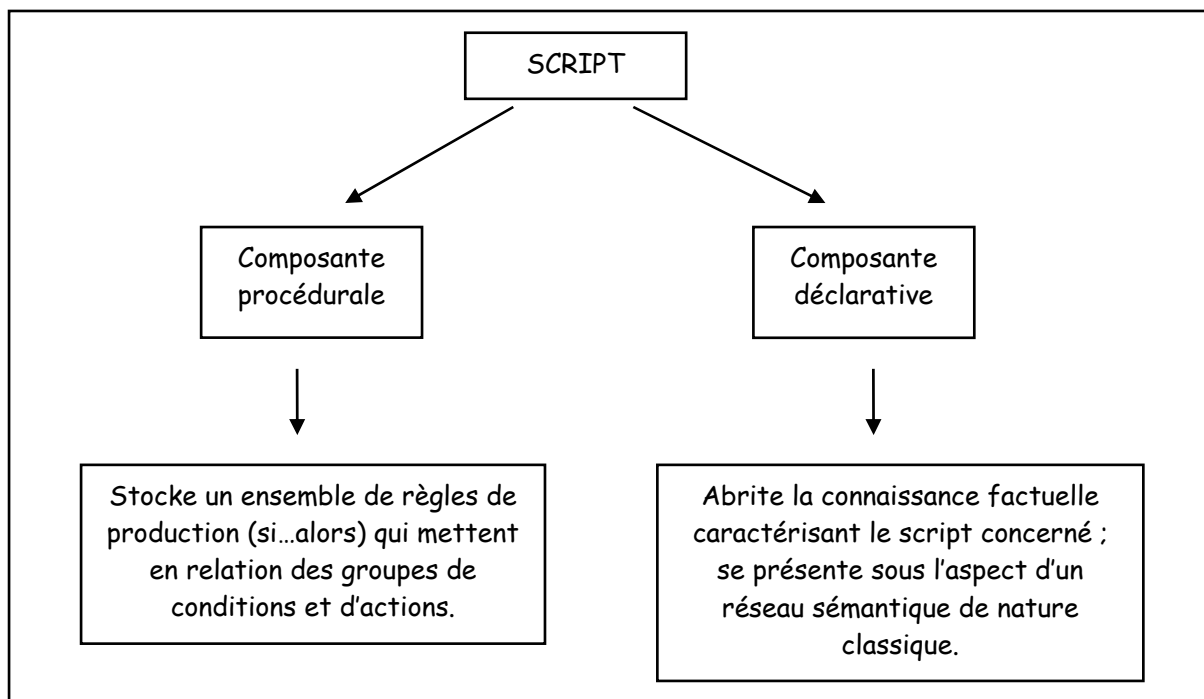 SCRIPT
Composante
procédurale
Composante
déclarative
Stocke un ensemble de règles de
production (si…alors) qui mettent
en relation des groupes de
conditions et d’actions.
Abrite la connaissance factuelle
caractérisant le script concerné ;
se présente sous l’aspect d’un
réseau sémantique de nature
classique.